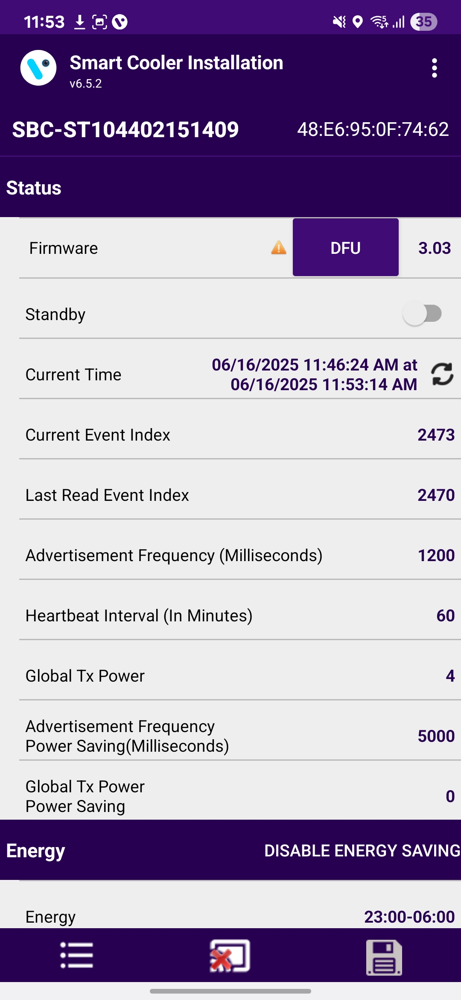 11:53
5
35
Smart Cooler Installation
v6.5.2
SBC-ST104402151409 48:E6:95:0F:74:62
Status
Firmware DFU 3.03
Standby
Current Time 06/16/2025 11:46:24 AM at
06/16/2025 11:53:14 AM
Current Event Index 2473
Last Read Event Index 2470
Advertisement Frequency (Milliseconds) 1200
Heartbeat Interval (In Minutes) 60
Global Tx Power 4
Advertisement Frequency
Power Saving(Milliseconds) 5000
Global Tx Power
Power Saving 0
Energy DISABLE ENERGY SAVING
Energy 23:00-06:00